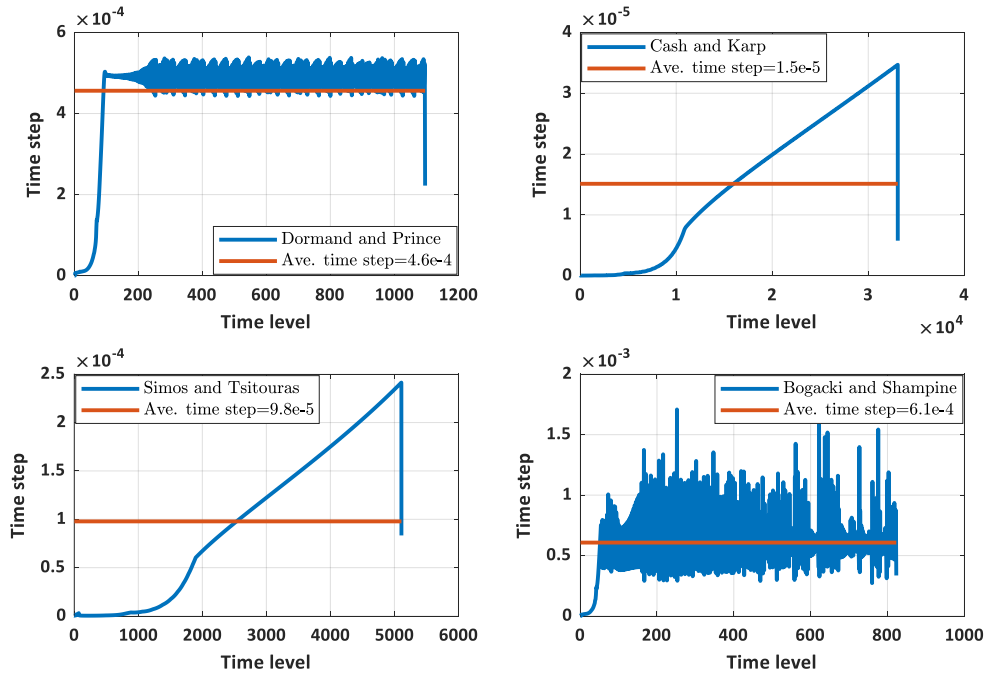 ×10⁻⁴
6
4
2
0
Time step
Dormand and Prince
Ave. time step=4.6e-4
0 200 400 600 800 1000 1200
Time level
×10⁻⁵
4
3
2
1
0
Time step
Cash and Karp
Ave. time step=1.5e-5
0 1 2 3 4
Time level
×10⁴
×10⁻⁴
2.5
2
1.5
1
0.5
0
Time step
Simos and Tsitouras
Ave. time step=9.8e-5
0 1000 2000 3000 4000 5000 6000
Time level
×10⁻³
2
1.5
1
0.5
0
Time step
Bogacki and Shampine
Ave. time step=6.1e-4
0 200 400 600 800 1000
Time level